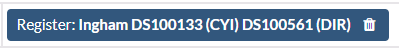 Register: Ingham DS100133 (CYI) DS100561 (DIR)